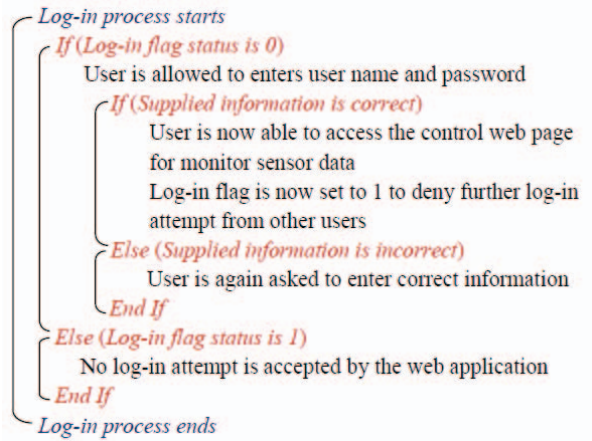 Log-in process starts
If (Log-in flag status is 0)
User is allowed to enters user name and password
If (Supplied information is correct)
User is now able to access the control web page
for monitor sensor data
Log-in flag is now set to 1 to deny further log-in
attempt from other users
Else (Supplied information is incorrect)
User is again asked to enter correct information
End If
Else (Log-in flag status is 1)
No log-in attempt is accepted by the web application
End If
Log-in process ends